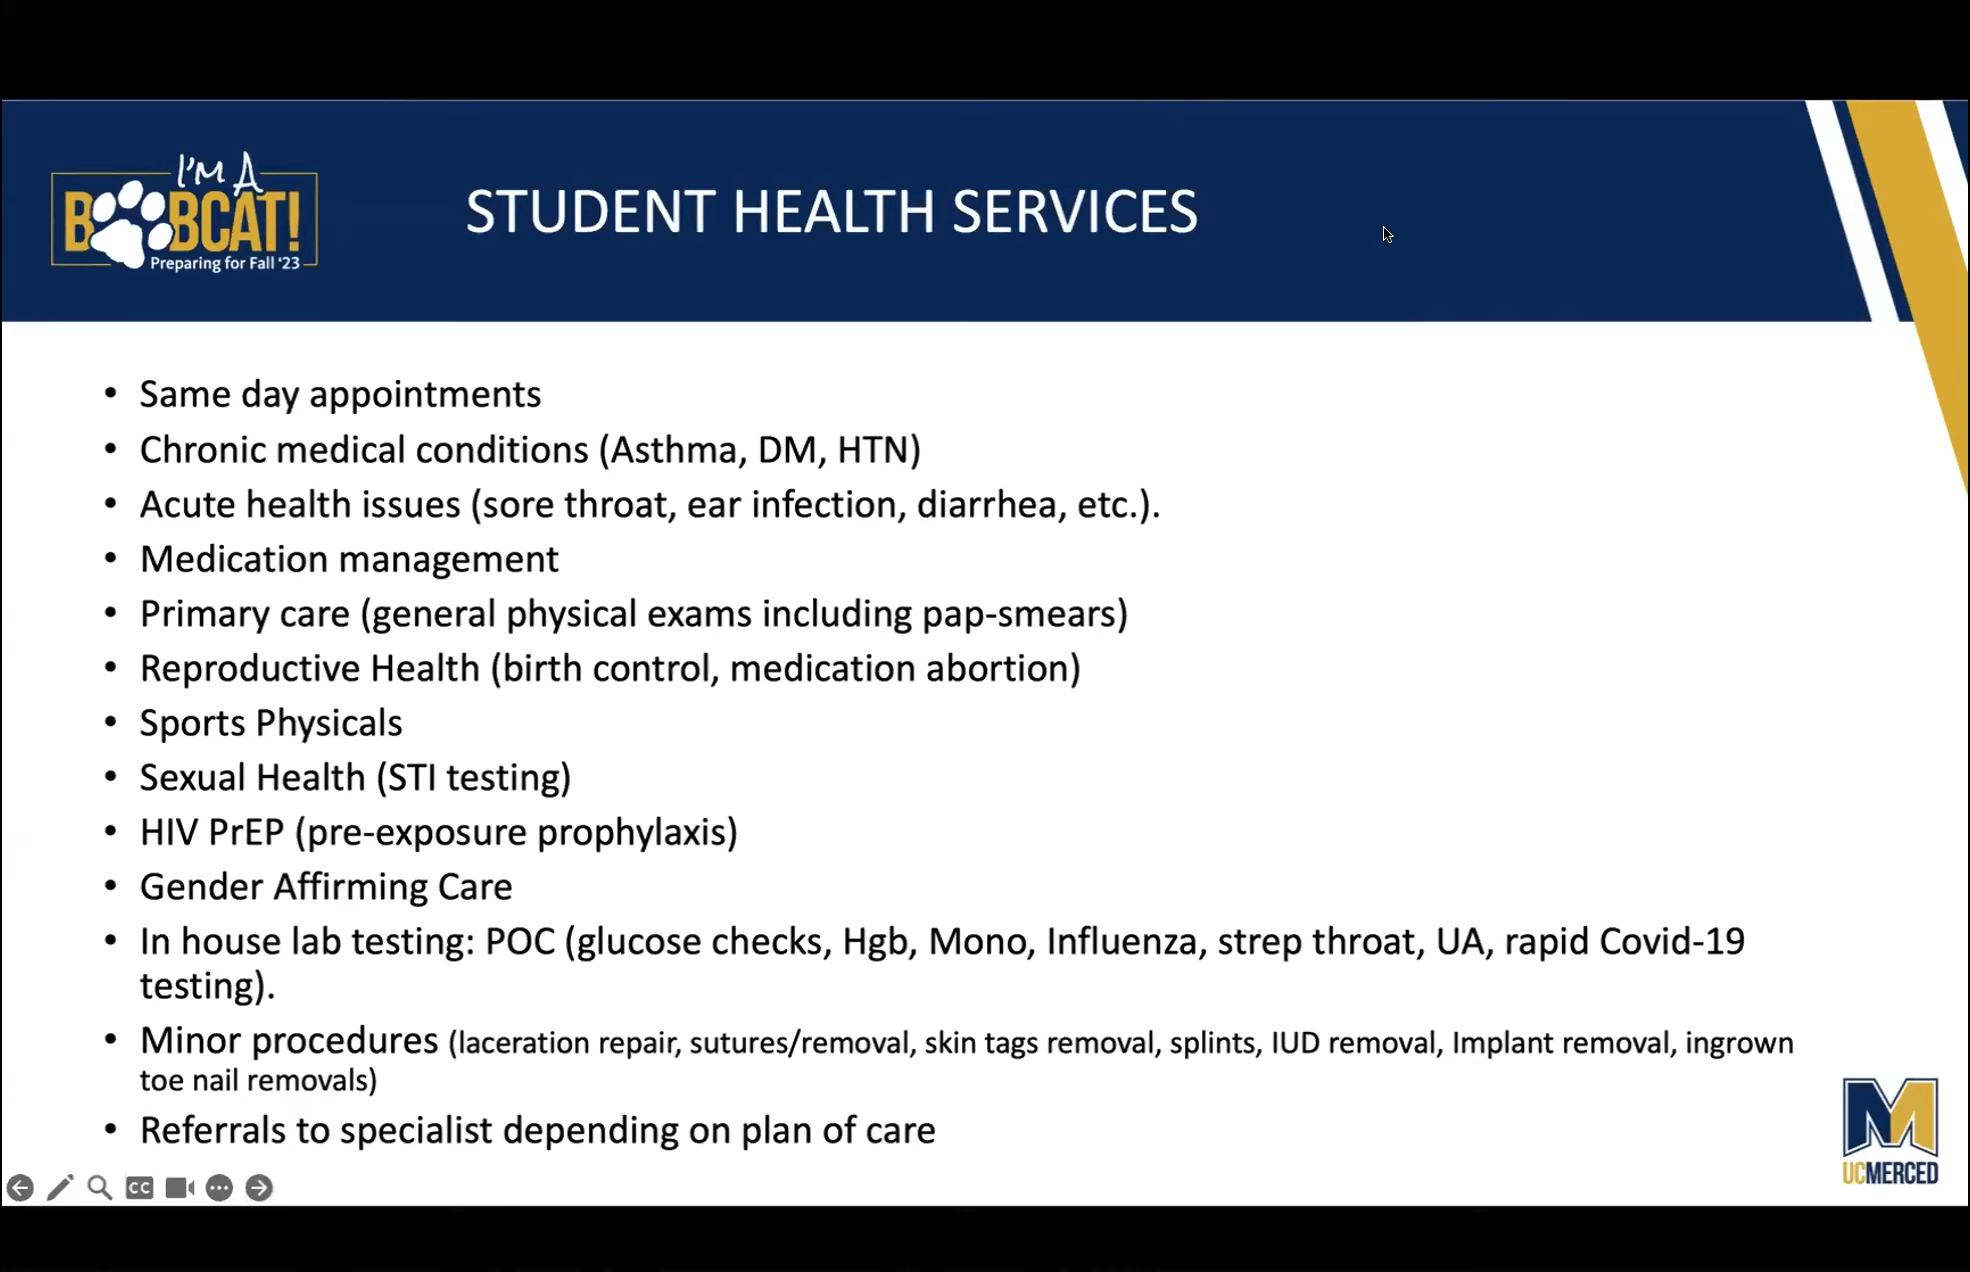 I'M A
BOBCAT!
Preparing for Fall '23
STUDENT HEALTH SERVICES
• Same day appointments
• Chronic medical conditions (Asthma, DM, HTN)
• Acute health issues (sore throat, ear infection, diarrhea, etc.).
• Medication management
• Primary care (general physical exams including pap-smears)
• Reproductive Health (birth control, medication abortion)
• Sports Physicals
• Sexual Health (STI testing)
• HIV PrEP (pre-exposure prophylaxis)
• Gender Affirming Care
• In house lab testing: POC (glucose checks, Hgb, Mono, Influenza, strep throat, UA, rapid Covid-19
testing).
• Minor procedures (laceration repair, sutures/removal, skin tags removal, splints, IUD removal, Implant removal, ingrown
toe nail removals)
• Referrals to specialist depending on plan of care
CC
M
UCMERCED